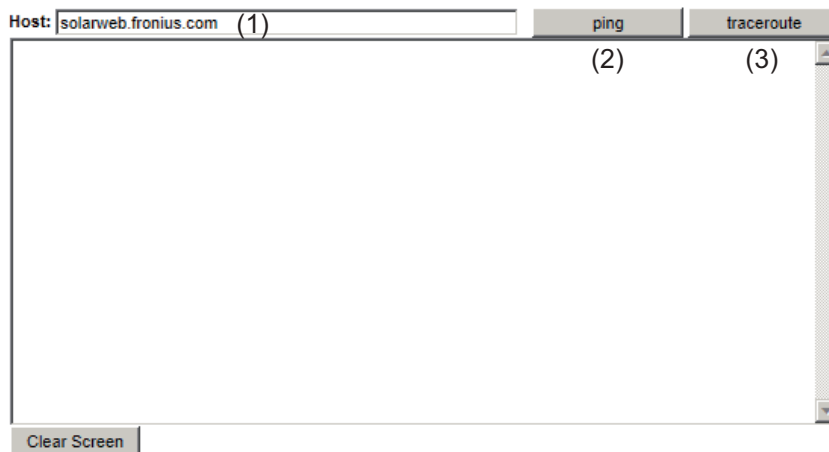 Host: solarweb.fronius.com (1) ping traceroute
(2) (3)
Clear Screen